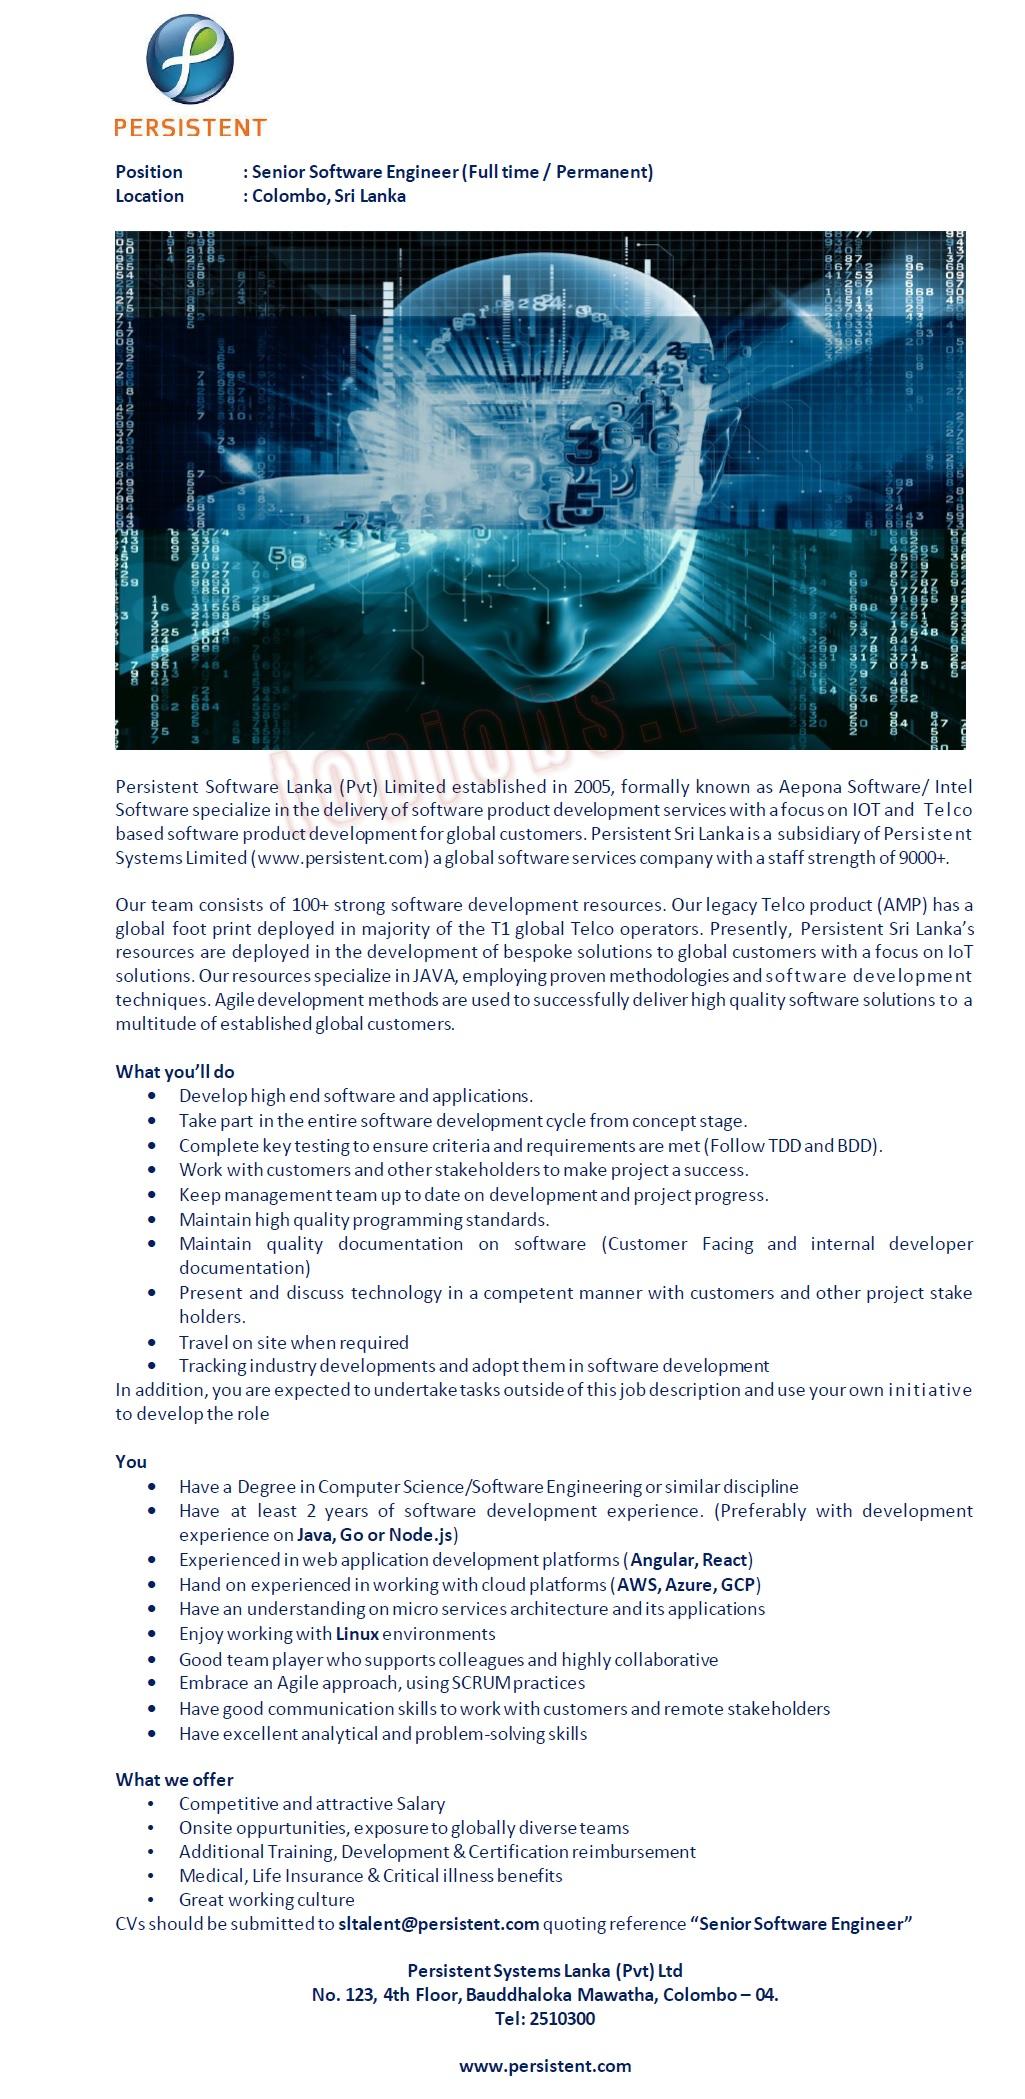 PERSISTENT
Position : Senior Software Engineer (Full time / Permanent)
Location : Colombo, Sri Lanka
topjobs.lk
Persistent Software Lanka (Pvt) Limited established in 2005, formally known as Aepona Software/ Intel
Software specialize in the delivery of software product development services with a focus on IOT and Telco
based software product development for global customers. Persistent Sri Lanka is a subsidiary of Persistent
Systems Limited (www.persistent.com) a global software services company with a staff strength of 9000+.
Our team consists of 100+ strong software development resources. Our legacy Telco product (AMP) has a
global foot print deployed in majority of the T1 global Telco operators. Presently, Persistent Sri Lanka's
resources are deployed in the development of bespoke solutions to global customers with a focus on IoT
solutions. Our resources specialize in JAVA, employing proven methodologies and software development
techniques. Agile development methods are used to successfully deliver high quality software solutions to a
multitude of established global customers.
What you'll do
• Develop high end software and applications.
• Take part in the entire software development cycle from concept stage.
• Complete key testing to ensure criteria and requirements are met (Follow TDD and BDD).
• Work with customers and other stakeholders to make project a success.
• Keep management team up to date on development and project progress.
• Maintain high quality programming standards.
• Maintain quality documentation on software (Customer Facing and internal developer
documentation)
• Present and discuss technology in a competent manner with customers and other project stake
holders.
• Travel on site when required
• Tracking industry developments and adopt them in software development
In addition, you are expected to undertake tasks outside of this job description and use your own initiative
to develop the role
You
• Have a Degree in Computer Science/Software Engineering or similar discipline
• Have at least 2 years of software development experience. (Preferably with development
experience on Java, Go or Node.js)
• Experienced in web application development platforms (Angular, React)
• Hand on experienced in working with cloud platforms (AWS, Azure, GCP)
• Have an understanding on micro services architecture and its applications
• Enjoy working with Linux environments
• Good team player who supports colleagues and highly collaborative
• Embrace an Agile approach, using SCRUM practices
• Have good communication skills to work with customers and remote stakeholders
• Have excellent analytical and problem-solving skills
What we offer
• Competitive and attractive Salary
• Onsite oppurtunities, exposure to globally diverse teams
• Additional Training, Development & Certification reimbursement
• Medical, Life Insurance & Critical illness benefits
• Great working culture
CVs should be submitted to sltalent@persistent.com quoting reference “Senior Software Engineer”
Persistent Systems Lanka (Pvt) Ltd
No. 123, 4th Floor, Bauddhaloka Mawatha, Colombo – 04.
Tel: 2510300
www.persistent.com